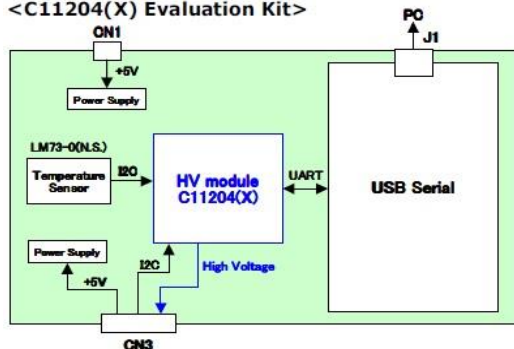 <C11204(X) Evaluation Kit>
CN1
PC
J1
+5V
Power Supply
LM73-0(N.S.)
Temperature
Sensor
I2C
HV module
C11204(X)
UART
USB Serial
Power Supply
+5V
I2C
High Voltage
CN3